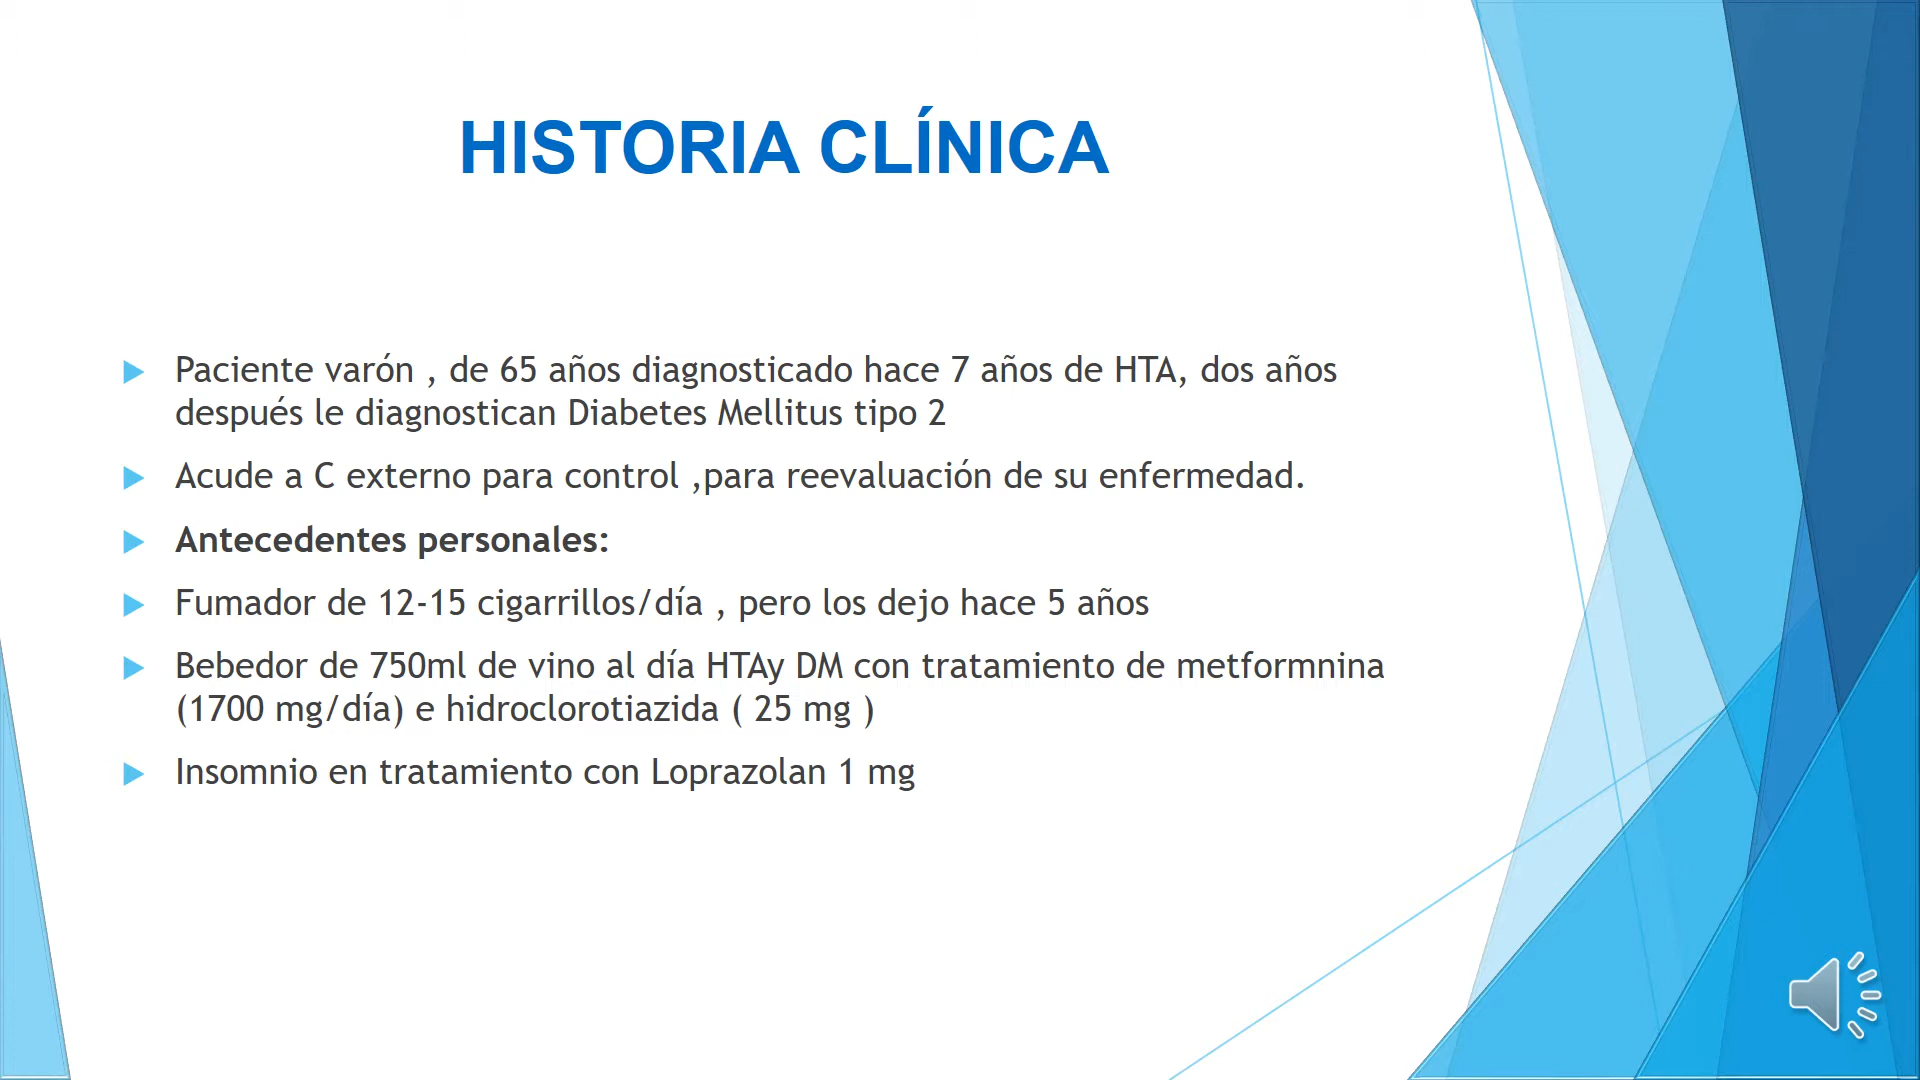 HISTORIA CLÍNICA
Paciente varón , de 65 años diagnosticado hace 7 años de HTA, dos años
después le diagnostican Diabetes Mellitus tipo 2
Acude a C externo para control ,para reevaluación de su enfermedad.
Antecedentes personales:
Fumador de 12-15 cigarrillos/día , pero los dejo hace 5 años
Bebedor de 750ml de vino al día HTAy DM con tratamiento de metformnina
(1700 mg/día) e hidroclorotiazida ( 25 mg )
Insomnio en tratamiento con Loprazolan 1 mg